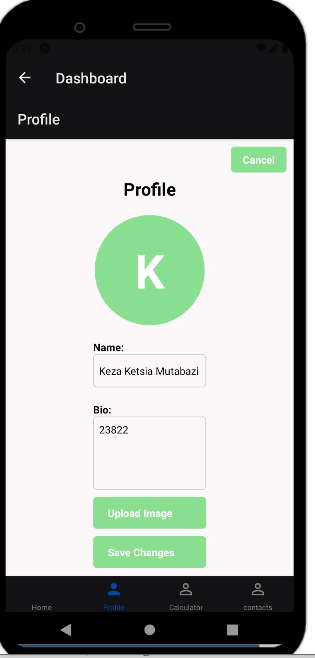 Dashboard
Profile
Cancel
Profile
K
Name:
Keza Ketsia Mutabazi
Bio:
23822
Upload Image
Save Changes
Home
Profile
Calculator
contacts